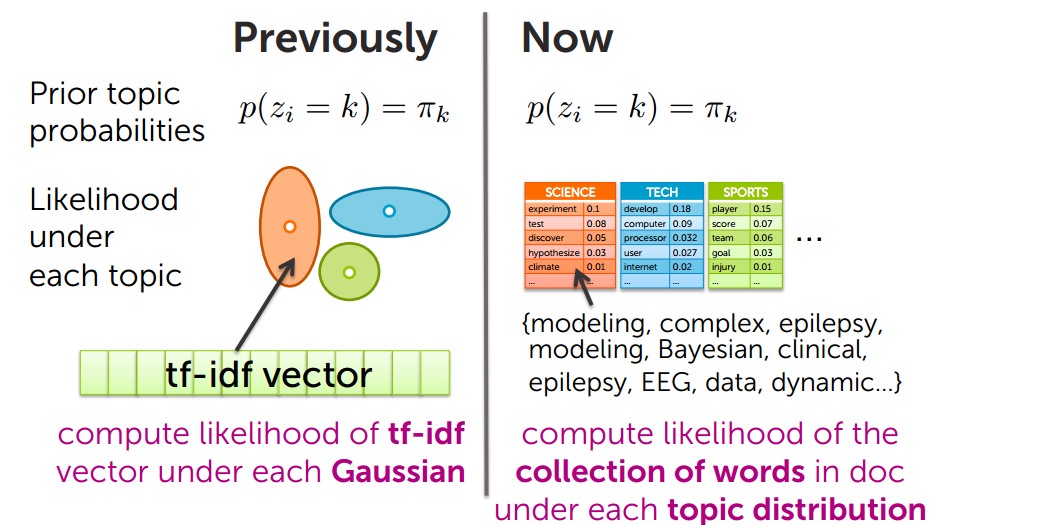 Previously
Now
Prior topic
probabilities
p(z_i = k) = π_k
p(z_i = k) = π_k
Likelihood
under
each topic
SCIENCE
experiment 0.1
test 0.08
discover 0.05
hypothesize 0.03
climate 0.01
... ...
TECH
develop 0.18
computer 0.09
processor 0.032
user 0.027
internet 0.02
... ...
SPORTS
player 0.15
score 0.07
team 0.06
goal 0.03
injury 0.01
... ...
...
tf-idf vector
{modeling, complex, epilepsy,
modeling, Bayesian, clinical,
epilepsy, EEG, data, dynamic...}
compute likelihood of tf-idf
vector under each Gaussian
compute likelihood of the
collection of words in doc
under each topic distribution